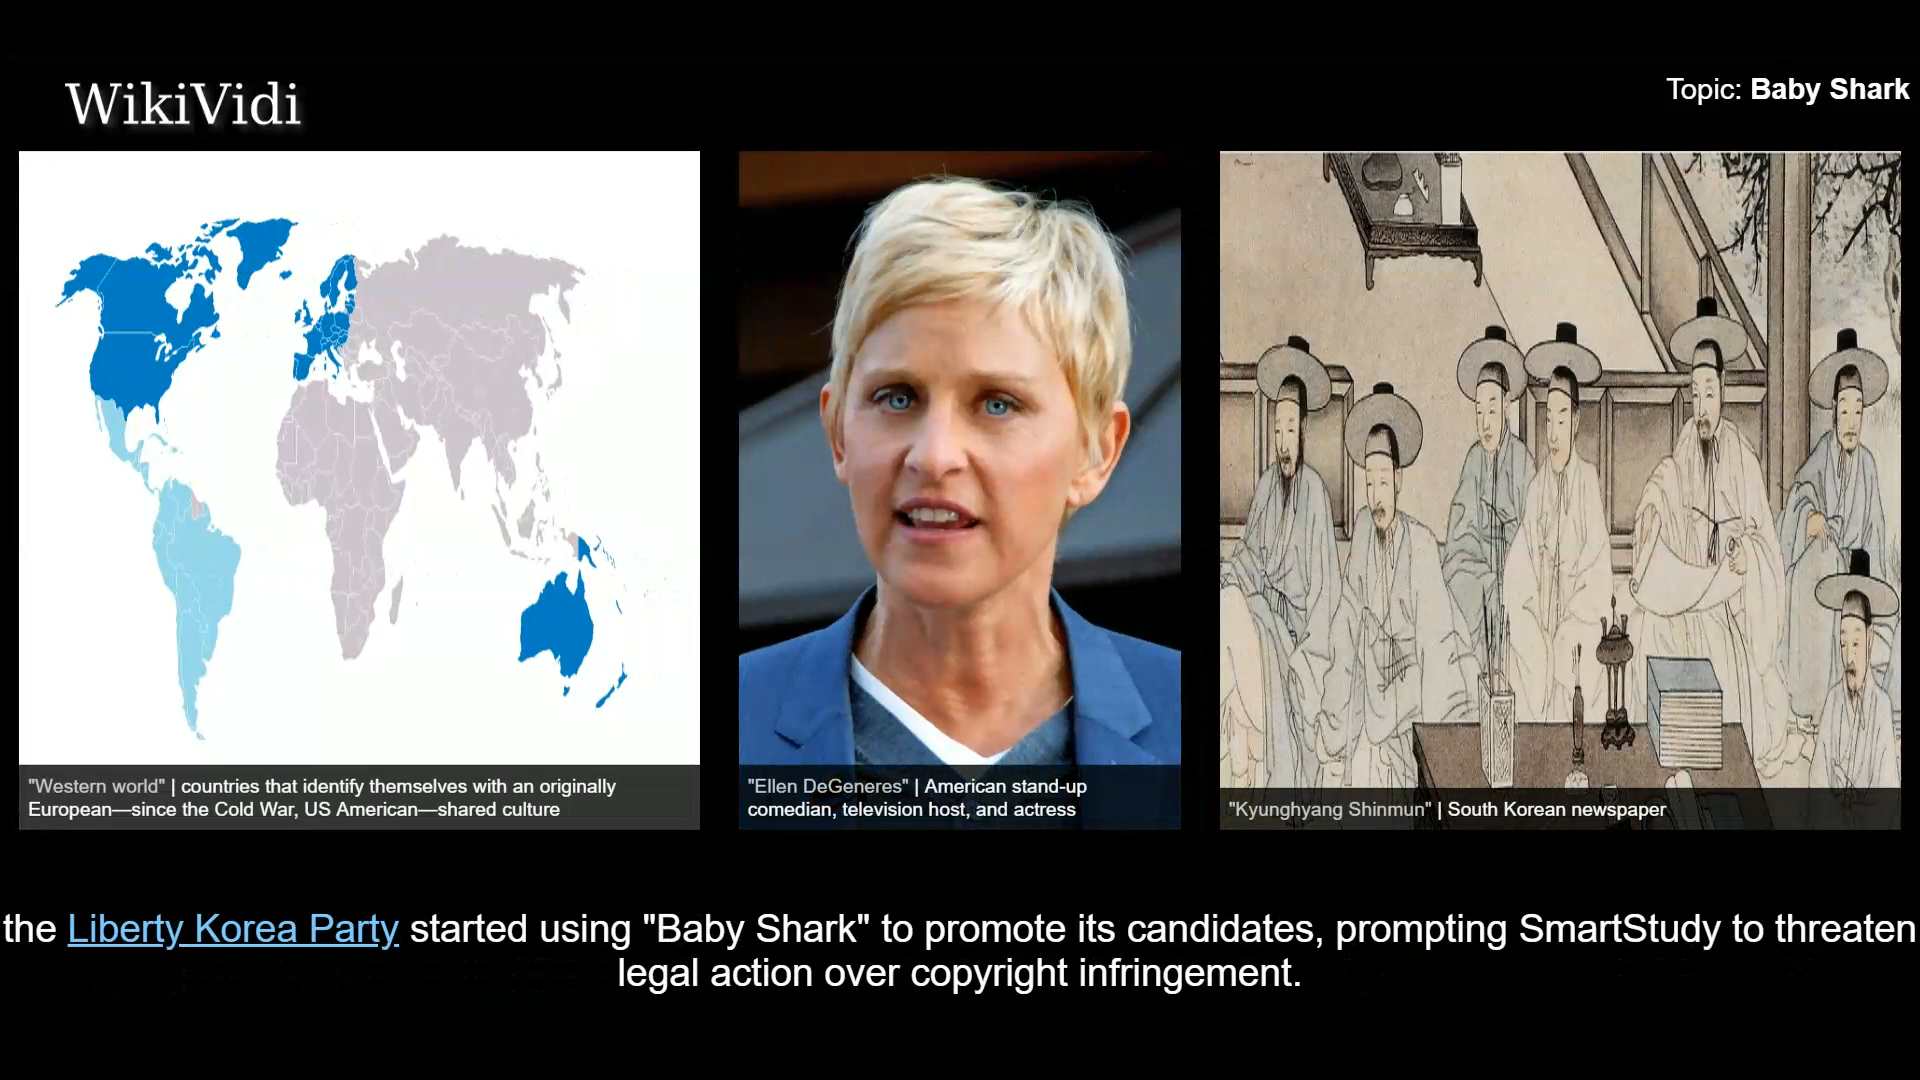 WikiVidi
Topic: Baby Shark
"Western world" | countries that identify themselves with an originally
European—since the Cold War, US American—shared culture
"Ellen DeGeneres" | American stand-up
comedian, television host, and actress
"Kyunghyang Shinmun" | South Korean newspaper
the Liberty Korea Party started using "Baby Shark" to promote its candidates, prompting SmartStudy to threaten
legal action over copyright infringement.